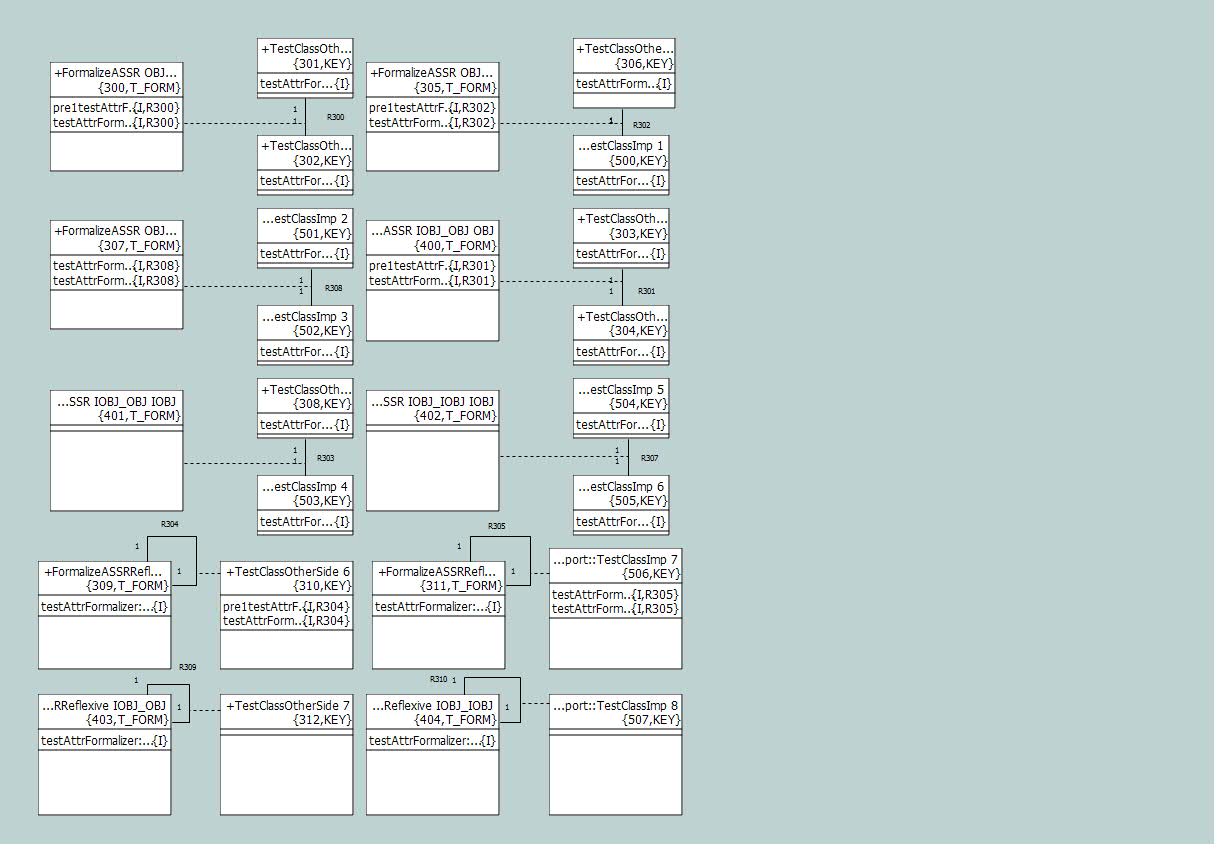 +FormalizeASSR OBJ...
{300,T_FORM}
pre1testAttrF..{I,R300}
testAttrForm...{I,R300}
+TestClassOth...
{301,KEY}
testAttrFor...{I}
1
1
R300
+TestClassOth...
{302,KEY}
testAttrFor...{I}
+FormalizeASSR OBJ...
{305,T_FORM}
pre1testAttrF..{I,R302}
testAttrForm...{I,R302}
+TestClassOthe...
{306,KEY}
testAttrForm...{I}
1
R302
...estClassImp 1
{500,KEY}
testAttrFor...{I}
+FormalizeASSR OBJ...
{307,T_FORM}
testAttrForm...{I,R308}
testAttrForm...{I,R308}
...estClassImp 2
{501,KEY}
testAttrFor...{I}
1
1
R308
...estClassImp 3
{502,KEY}
testAttrFor...{I}
...ASSR IOBJ_OBJ OBJ
{400,T_FORM}
pre1testAttrF..{I,R301}
testAttrForm...{I,R301}
+TestClassOth...
{303,KEY}
testAttrFor...{I}
1
1
R301
+TestClassOth...
{304,KEY}
testAttrFor...{I}
...SSR IOBJ_OBJ IOBJ
{401,T_FORM}
+TestClassOth...
{308,KEY}
testAttrFor...{I}
1
1
R303
...estClassImp 4
{503,KEY}
testAttrFor...{I}
...SSR IOBJ_IOBJ IOBJ
{402,T_FORM}
...estClassImp 5
{504,KEY}
testAttrFor...{I}
1
1
R307
...estClassImp 6
{505,KEY}
testAttrFor...{I}
R304
1
1
+FormalizeASSRRefl...
{309,T_FORM}
testAttrFormalizer:...{I}
+TestClassOtherSide 6
{310,KEY}
pre1testAttrF..{I,R304}
testAttrForm...{I,R304}
R305
1
1
+FormalizeASSRRefl...
{311,T_FORM}
testAttrFormalizer:...{I}
...port::TestClassImp 7
{506,KEY}
testAttrForm...{I,R305}
testAttrForm...{I,R305}
R309
1
1
...RReflexive IOBJ_OBJ
{403,T_FORM}
testAttrFormalizer:...{I}
+TestClassOtherSide 7
{312,KEY}
R310 1
1
...Reflexive IOBJ_IOBJ
{404,T_FORM}
testAttrFormalizer:...{I}
...port::TestClassImp 8
{507,KEY}